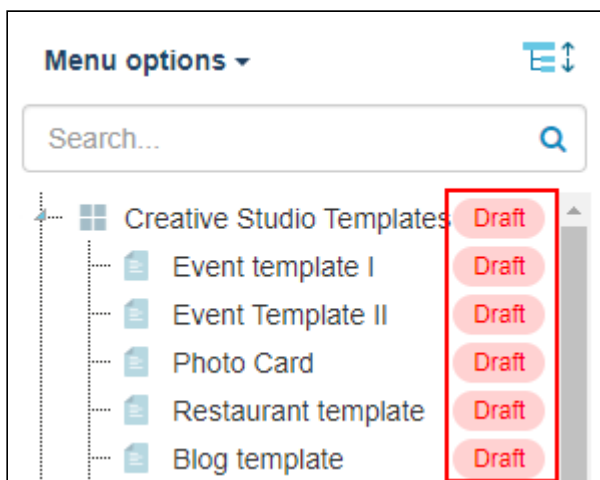 Menu options
Search...
Creative Studio Templates Draft
Event template I Draft
Event Template II Draft
Photo Card Draft
Restaurant template Draft
Blog template Draft